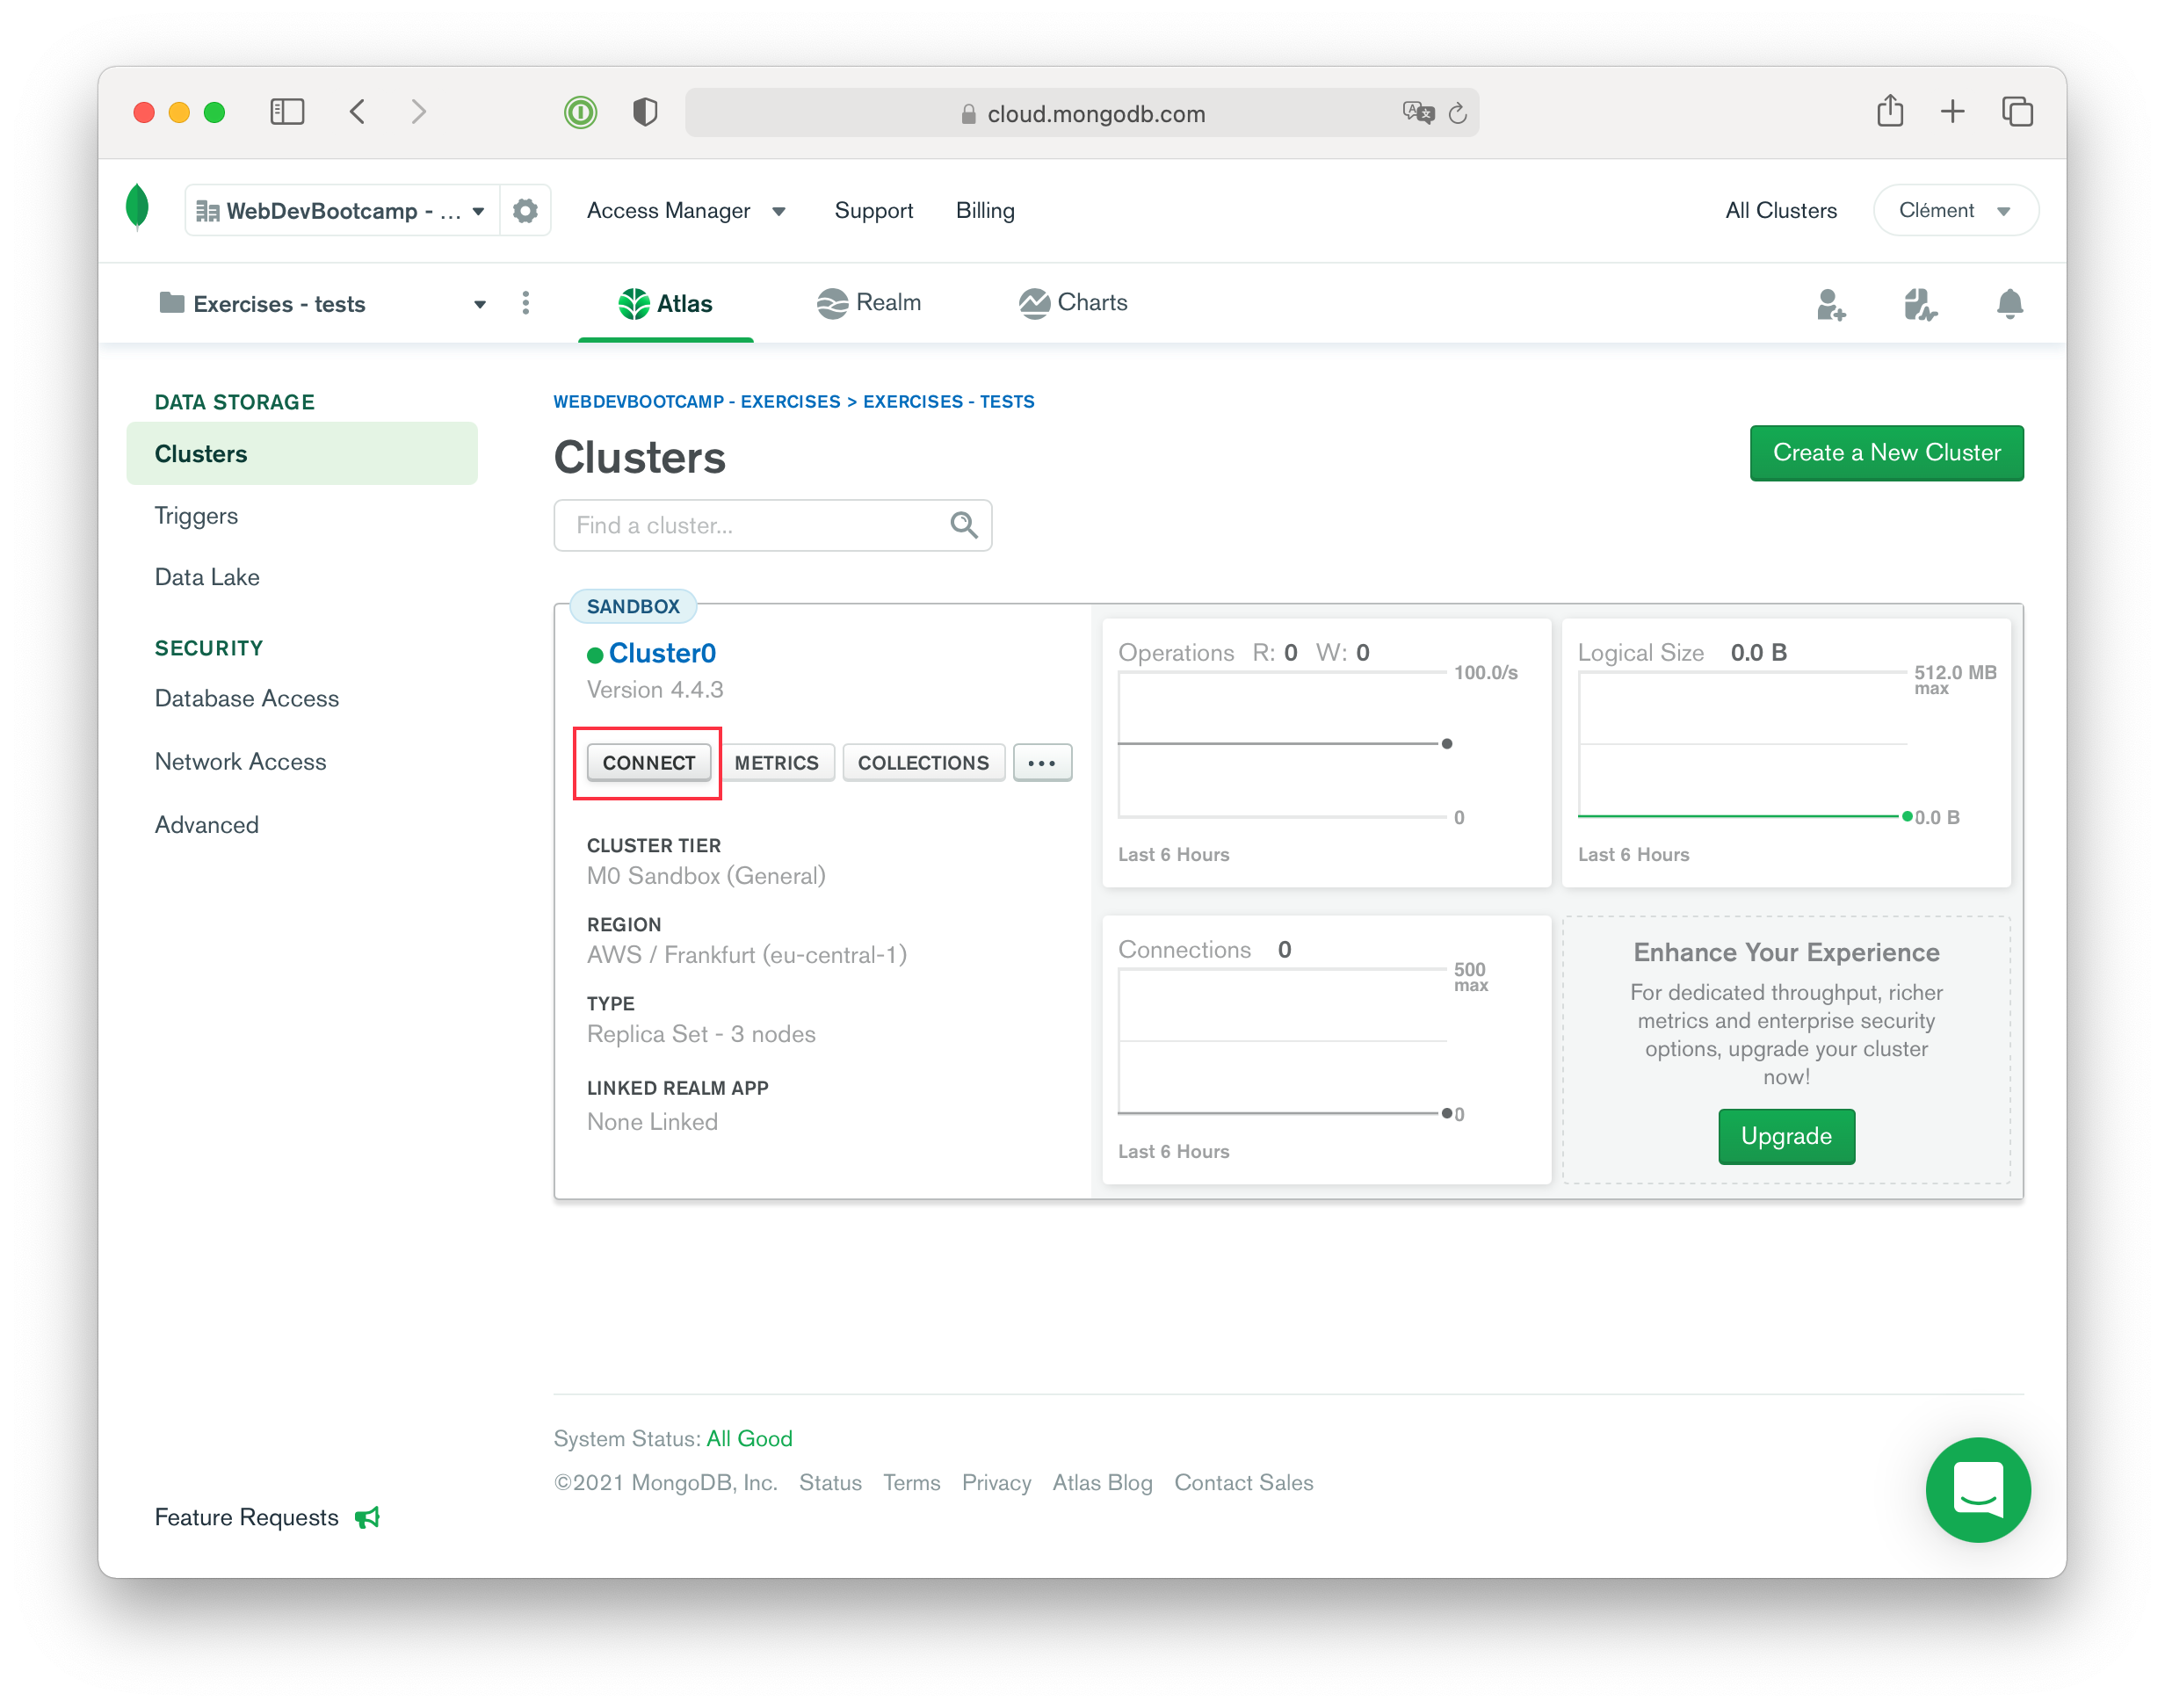 cloud.mongodb.com
WebDevBootcamp - ...
Access Manager
Support
Billing
All Clusters
Clément
Exercises - tests
Atlas
Realm
Charts
DATA STORAGE
Clusters
Triggers
Data Lake
SECURITY
Database Access
Network Access
Advanced
Feature Requests
WEBDEVBOOTCAMP - EXERCISES > EXERCISES - TESTS
Clusters
Create a New Cluster
Find a cluster...
SANDBOX
Cluster0
Version 4.4.3
CONNECT
METRICS
COLLECTIONS
...
CLUSTER TIER
M0 Sandbox (General)
REGION
AWS / Frankfurt (eu-central-1)
TYPE
Replica Set - 3 nodes
LINKED REALM APP
None Linked
Operations R: 0 W: 0
100.0/s
0
Last 6 Hours
Logical Size 0.0 B
512.0 MB
max
0.0 B
Last 6 Hours
Connections 0
500
max
0
Last 6 Hours
Enhance Your Experience
For dedicated throughput, richer
metrics and enterprise security
options, upgrade your cluster
now!
Upgrade
System Status: All Good
©2021 MongoDB, Inc. Status Terms Privacy Atlas Blog Contact Sales